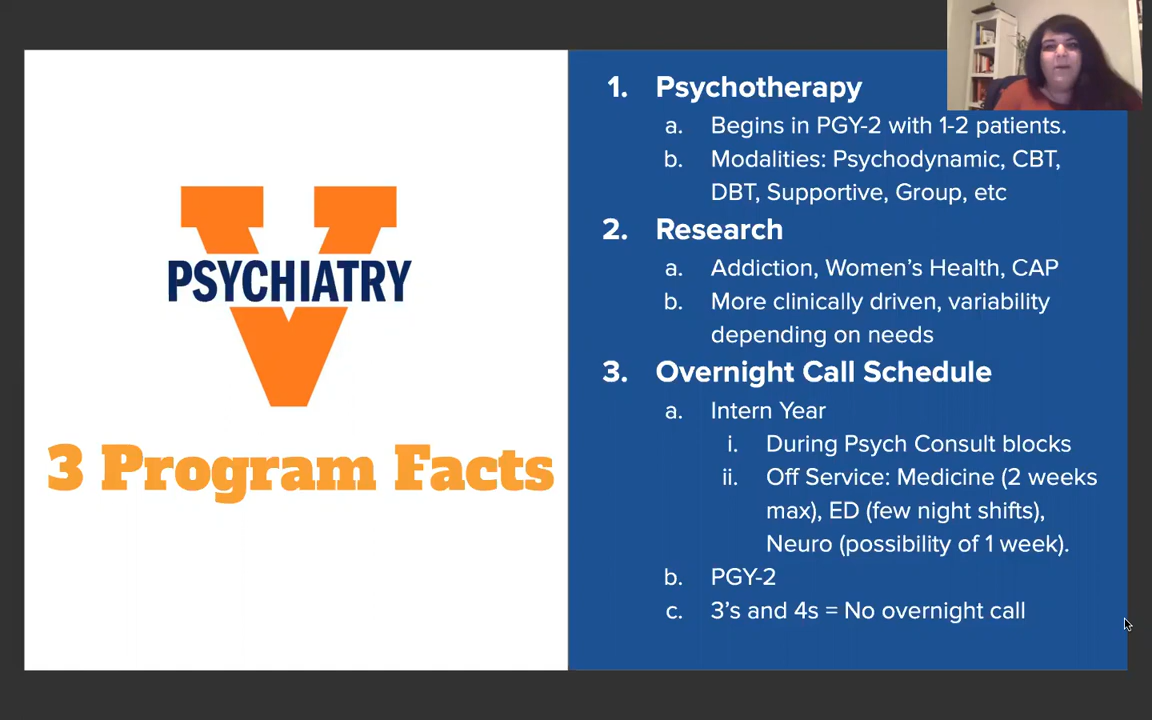 PSYCHIATRY
3 Program Facts
1. Psychotherapy
a. Begins in PGY-2 with 1-2 patients.
b. Modalities: Psychodynamic, CBT,
DBT, Supportive, Group, etc
2. Research
a. Addiction, Women's Health, CAP
b. More clinically driven, variability
depending on needs
3. Overnight Call Schedule
a. Intern Year
i. During Psych Consult blocks
ii. Off Service: Medicine (2 weeks
max), ED (few night shifts),
Neuro (possibility of 1 week).
b. PGY-2
c. 3's and 4s = No overnight call